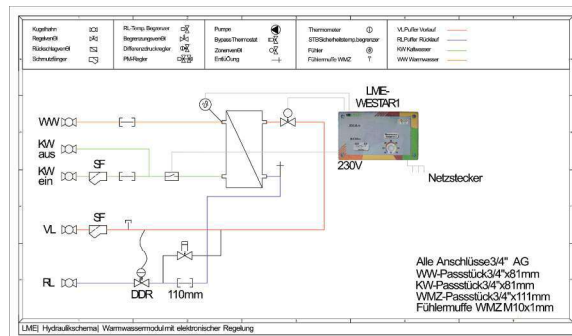 Kugelhahn
RL-Temp. Begrenzer
Pumpe
Thermometer
VL Puffer Vorlauf
Regelventil
Begrenzungsventil
Bypass Thermostat
STB Sicherheitstemp.begrenzer
RL Puffer Rücklauf
Rückschlagventil
Differenzdruckregler
Zonenventil
Fühler
KW Kaltwasser
Schmutzfänger
PM-Regler
Entlüftung
Fühlermuffe WMZ
WW Warmwasser
LME-
WESTAR1
WW
KW
aus
SF
KW
ein
230V
Netzstecker
SF
VL
RL
DDR
110mm
Alle Anschlüsse3/4" AG
WW-Passstück3/4"x81mm
KW-Passstück3/4"x81mm
WMZ-Passstück3/4"x111mm
Fühlermuffe WMZ M10x1mm
LME| Hydraulikschema| Warmwassermodul mit elektronischer Regelung